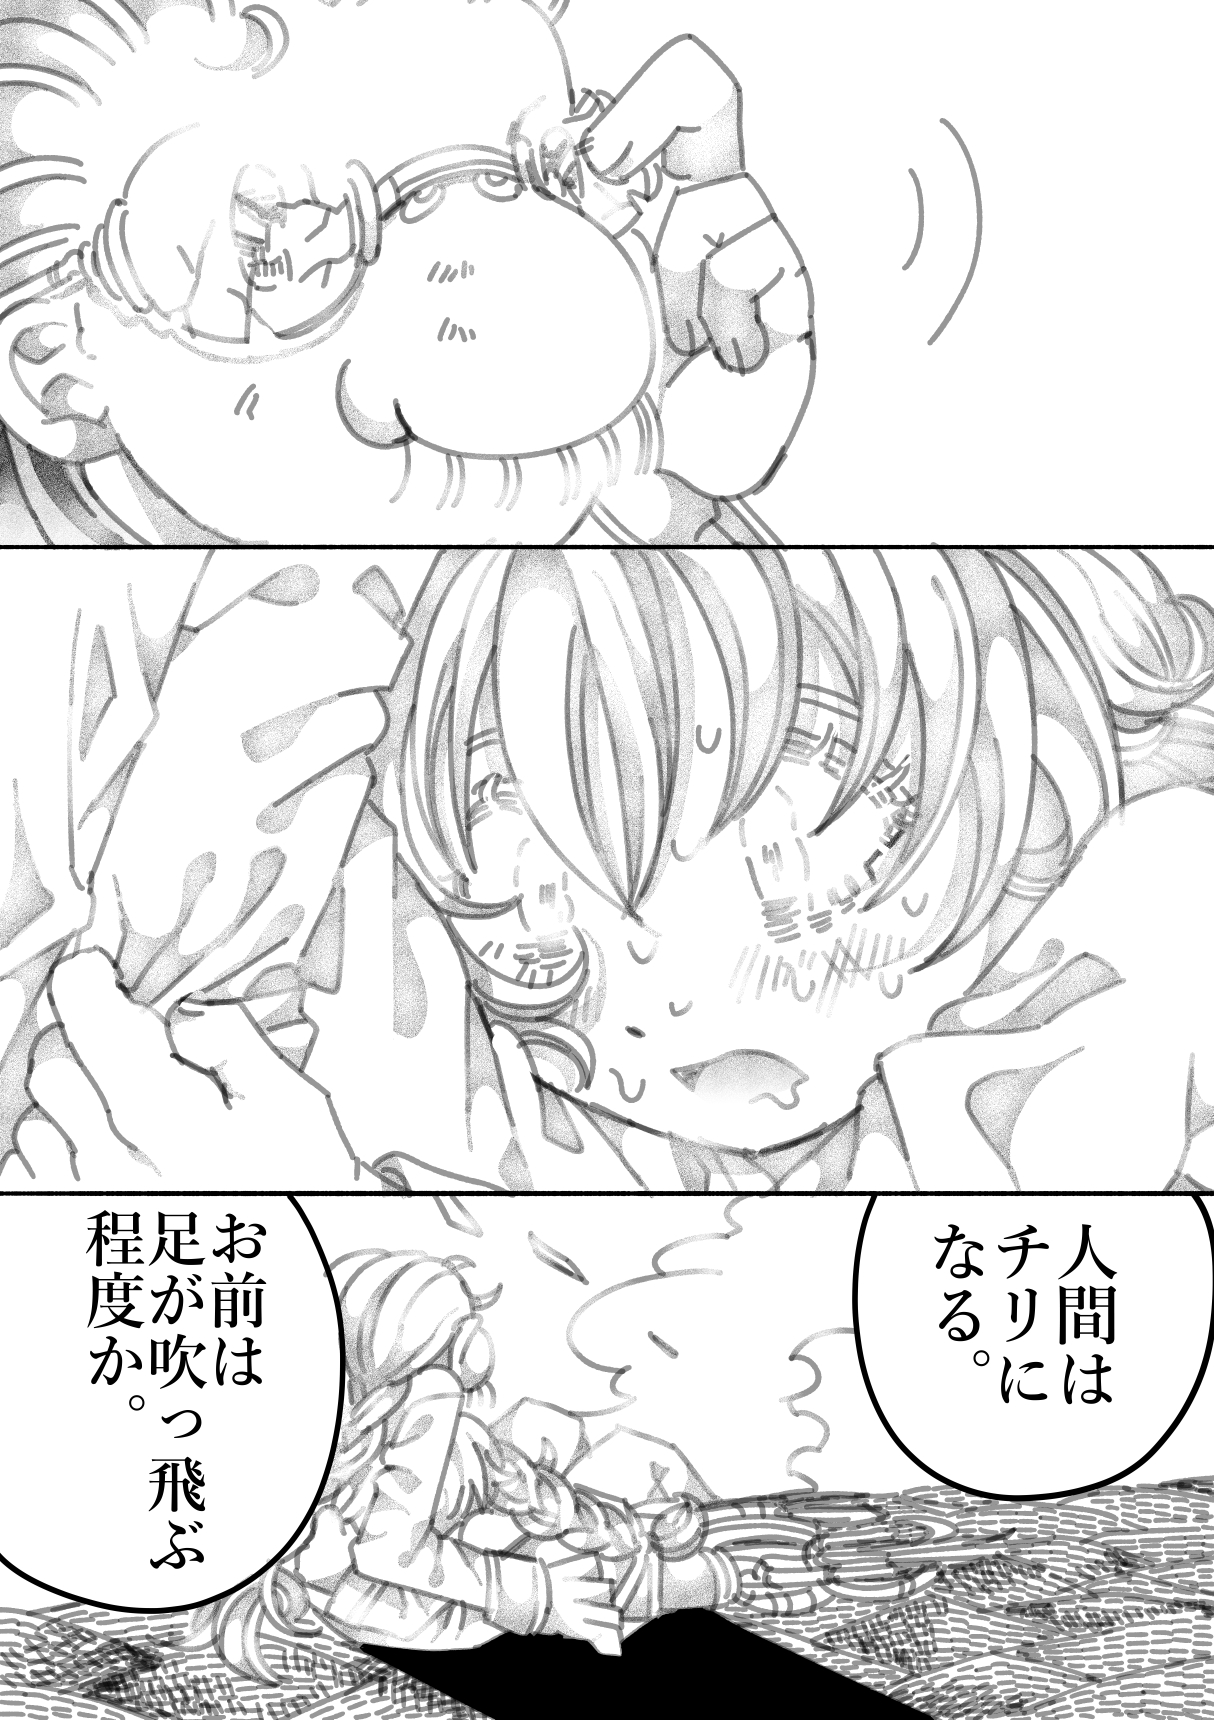 人間は
チリに
なる。
お前は
足が吹っ飛ぶ
程度か。